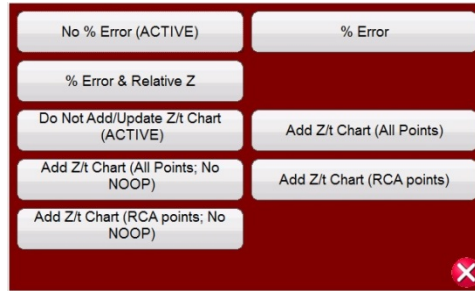 No % Error (ACTIVE)
% Error
% Error & Relative Z
Do Not Add/Update Z/t Chart
(ACTIVE)
Add Z/t Chart (All Points)
Add Z/t Chart (All Points; No
NOOP)
Add Z/t Chart (RCA points)
Add Z/t Chart (RCA points; No
NOOP)